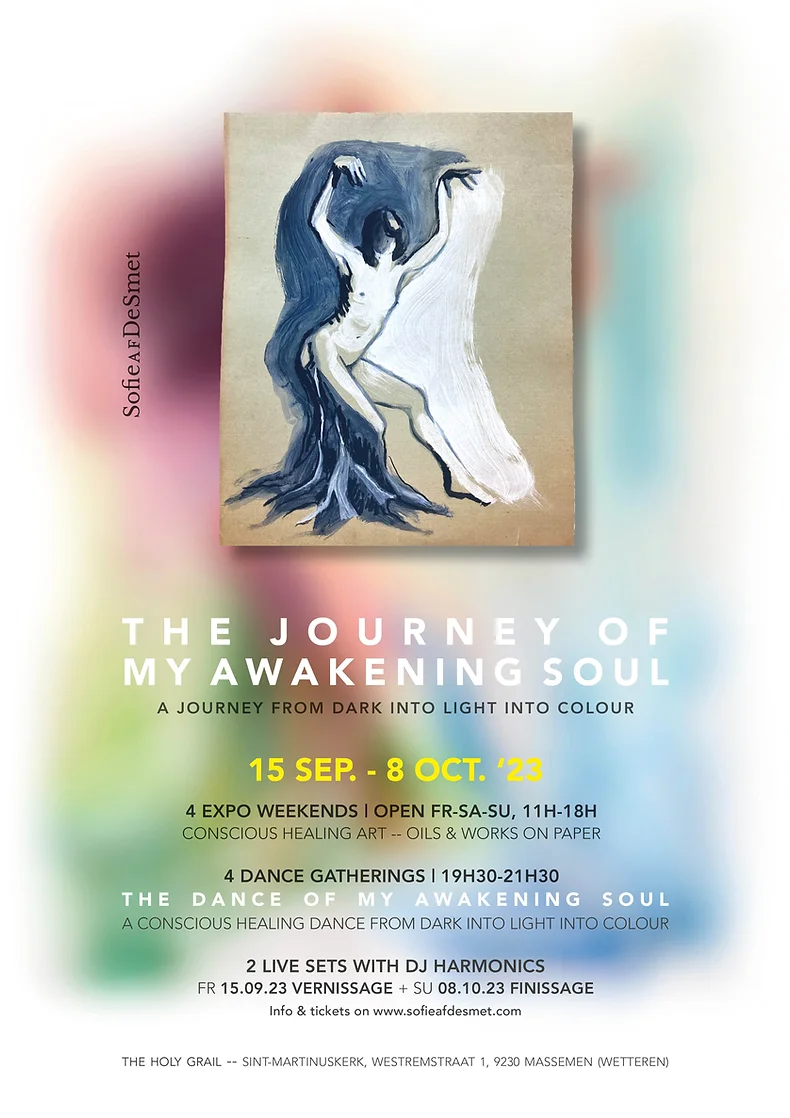 SofieAFDeSmet
THE JOURNEY OF
MY AWAKENING SOUL
A JOURNEY FROM DARK INTO LIGHT INTO COLOUR
15 SEP. - 8 OCT. ‘23
4 EXPO WEEKENDS | OPEN FR-SA-SU, 11H-18H
CONSCIOUS HEALING ART -- OILS & WORKS ON PAPER
4 DANCE GATHERINGS | 19H30-21H30
THE DANCE OF MY AWAKENING SOUL
A CONSCIOUS HEALING DANCE FROM DARK INTO LIGHT INTO COLOUR
2 LIVE SETS WITH DJ HARMONICS
FR 15.09.23 VERNISSAGE + SU 08.10.23 FINISSAGE
Info & tickets on www.sofieafdesmet.com
THE HOLY GRAIL -- SINT-MARTINUSKERK, WESTREMSTRAAT 1, 9230 MASSEMEN (WETTEREN)